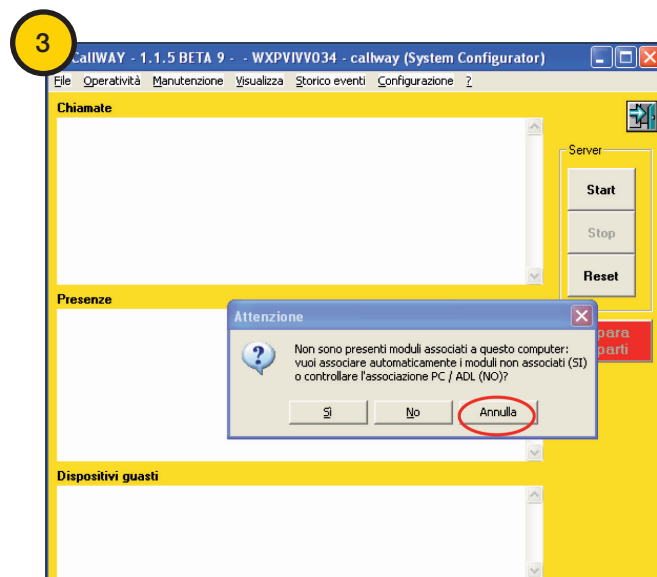 3
CallWAY - 1.1.5 BETA 9 - - WXPVIVV034 - callway (System Configurator)
File Operatività Manutenzione Visualizza Storico eventi Configurazione ?
Chiamate
Server
Start
Stop
Reset
Presenze
para
parti
Attenzione
Non sono presenti moduli associati a questo computer:
vuoi associare automaticamente i moduli non associati (SI)
o controllare l'associazione PC / ADL (NO)?
Sì No Annulla
Dispositivi guasti